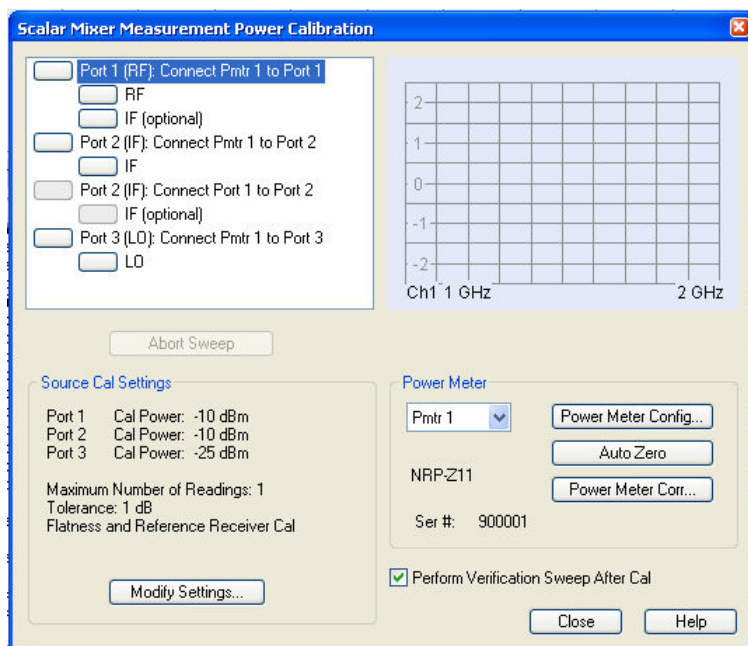 Scalar Mixer Measurement Power Calibration
Port 1 (RF): Connect Pmtr 1 to Port 1
RF
IF (optional)
Port 2 (IF): Connect Pmtr 1 to Port 2
IF
Port 2 (IF): Connect Port 1 to Port 2
IF (optional)
Port 3 (LO): Connect Pmtr 1 to Port 3
LO
2
1
0
-1
-2
Ch1 1 GHz 2 GHz
Abort Sweep
Source Cal Settings
Port 1 Cal Power: -10 dBm
Port 2 Cal Power: -10 dBm
Port 3 Cal Power: -25 dBm
Maximum Number of Readings: 1
Tolerance: 1 dB
Flatness and Reference Receiver Cal
Modify Settings...
Power Meter
Pmtr 1
Power Meter Config...
Auto Zero
NRP-Z11
Power Meter Corr...
Ser #: 900001
Perform Verification Sweep After Cal
Close
Help